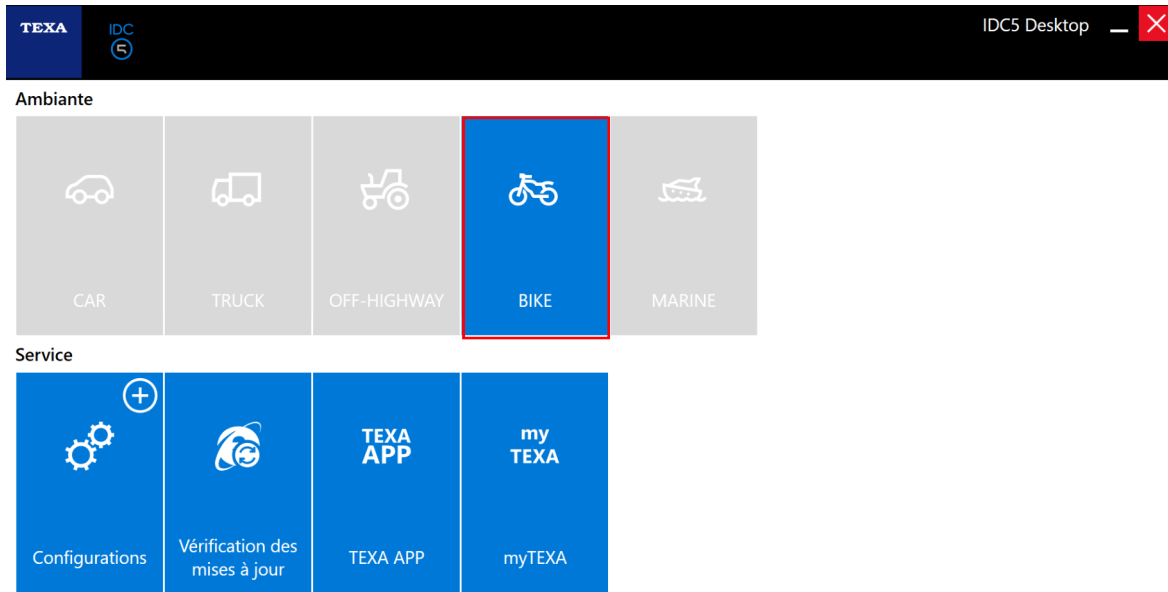 TEXA
IDC
5
IDC5 Desktop
Ambiante
CAR
TRUCK
OFF-HIGHWAY
BIKE
MARINE
Service
TEXA
APP
my
TEXA
Configurations
Vérification des
mises à jour
TEXA APP
myTEXA